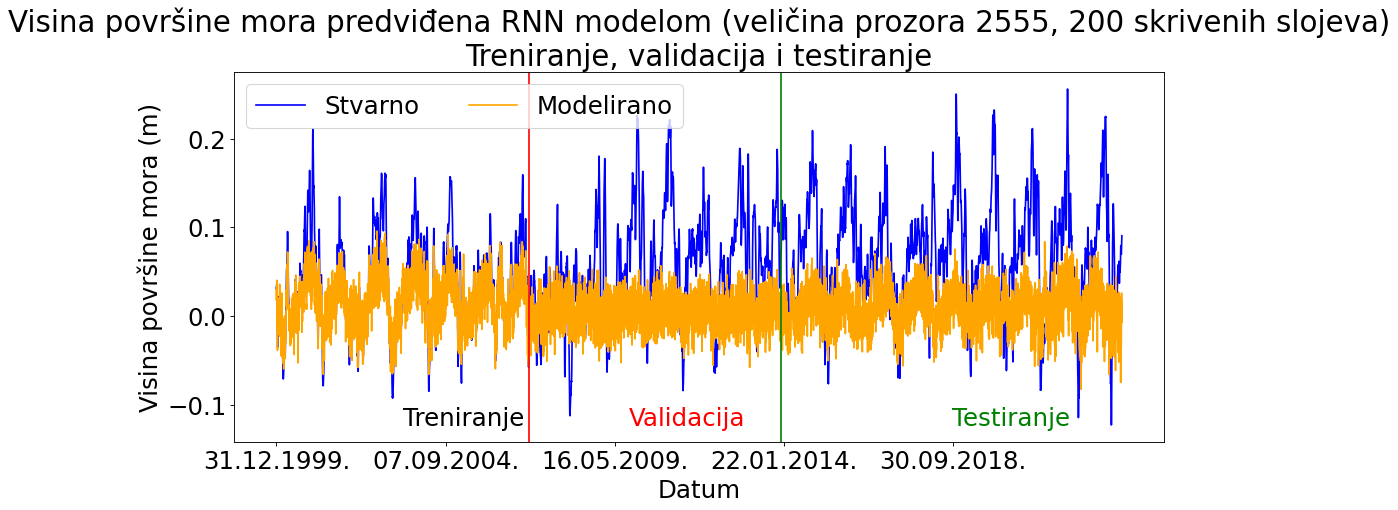 Visina površine mora predviđena RNN modelom (veličina prozora 2555, 200 skrivenih slojeva)
Treniranje, validacija i testiranje
Stvarno
Modelirano
Visina površine mora (m)
0.2
0.1
0.0
−0.1
Treniranje
Validacija
Testiranje
31.12.1999.
07.09.2004.
16.05.2009.
22.01.2014.
30.09.2018.
Datum